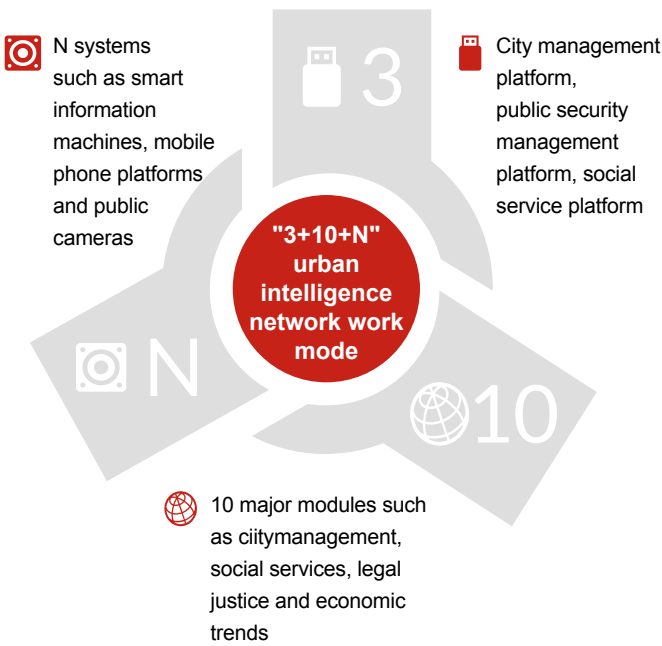 N systems
such as smart
information
machines, mobile
phone platforms
and public
cameras
3
City management
platform,
public security
management
platform, social
service platform
"3+10+N"
urban
intelligence
network work
mode
N
10
10 major modules such
as ciitymanagement,
social services, legal
justice and economic
trends